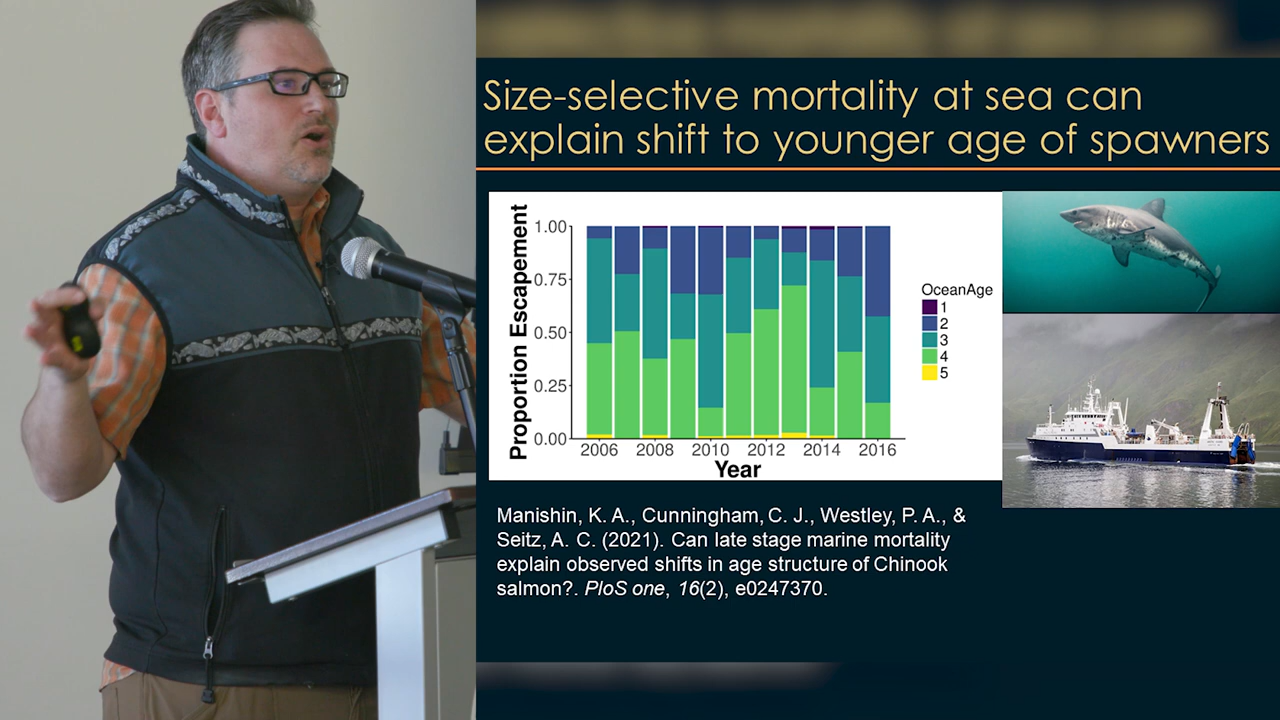 Size-selective mortality at sea can
explain shift to younger age of spawners
Proportion Escapement
1.00
0.75
0.50
0.25
0.00
2006 2008 2010 2012 2014 2016
Year
OceanAge
1
2
3
4
5
Manishin, K. A., Cunningham, C. J., Westley, P. A., &
Seitz, A. C. (2021). Can late stage marine mortality
explain observed shifts in age structure of Chinook
salmon?. PloS one, 16(2), e0247370.